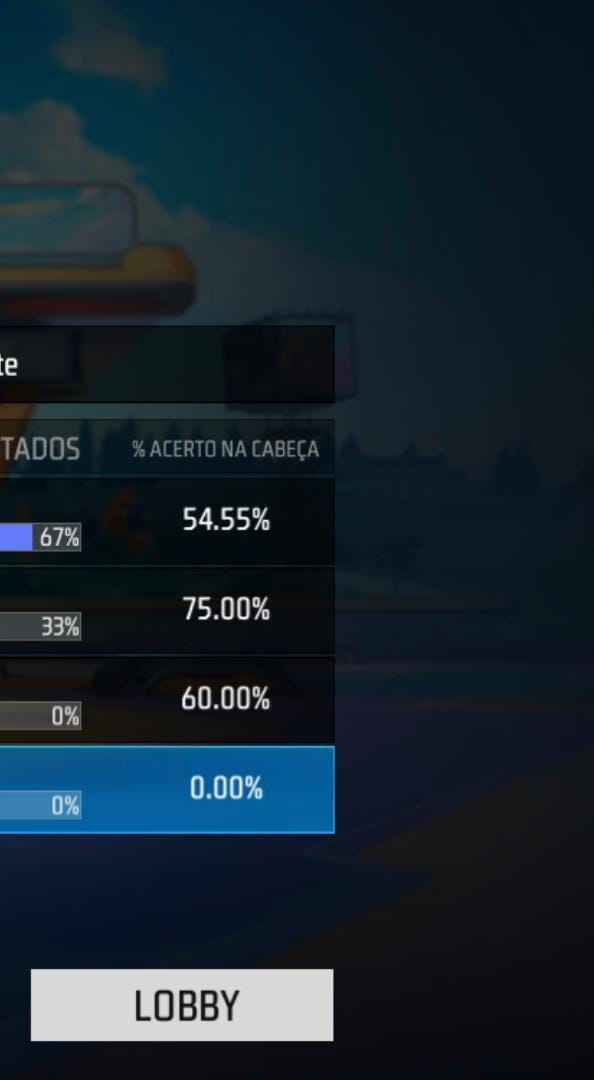 te
TADOS % ACERTO NA CABEÇA
67% 54.55%
33% 75.00%
0% 60.00%
0% 0.00%
LOBBY